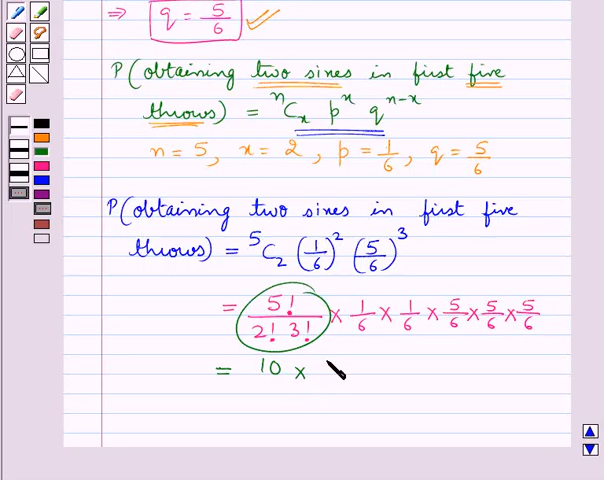 ⇒ q = 5/6 ✓
P(obtaining two sixes in first five
throws) = ⁿCₓ pˣ qⁿ⁻ˣ
n = 5, x = 2, p = 1/6, q = 5/6
P(obtaining two sixes in first five
throws) = ⁵C₂ (1/6)² (5/6)³
= 5!/(2! 3!) × 1/6 × 1/6 × 5/6 × 5/6 × 5/6
= 10 ×